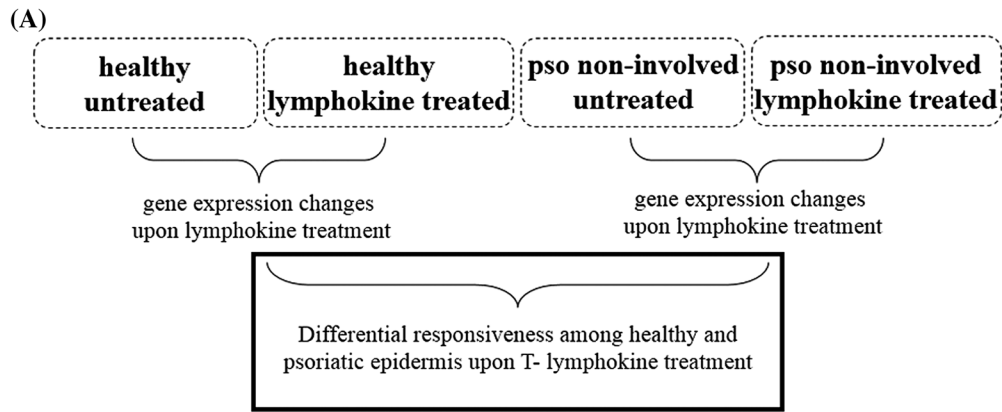 (A)
healthy
untreated
healthy
lymphokine treated
pso non-involved
untreated
pso non-involved
lymphokine treated
gene expression changes
upon lymphokine treatment
gene expression changes
upon lymphokine treatment
Differential responsiveness among healthy and
psoriatic epidermis upon T- lymphokine treatment